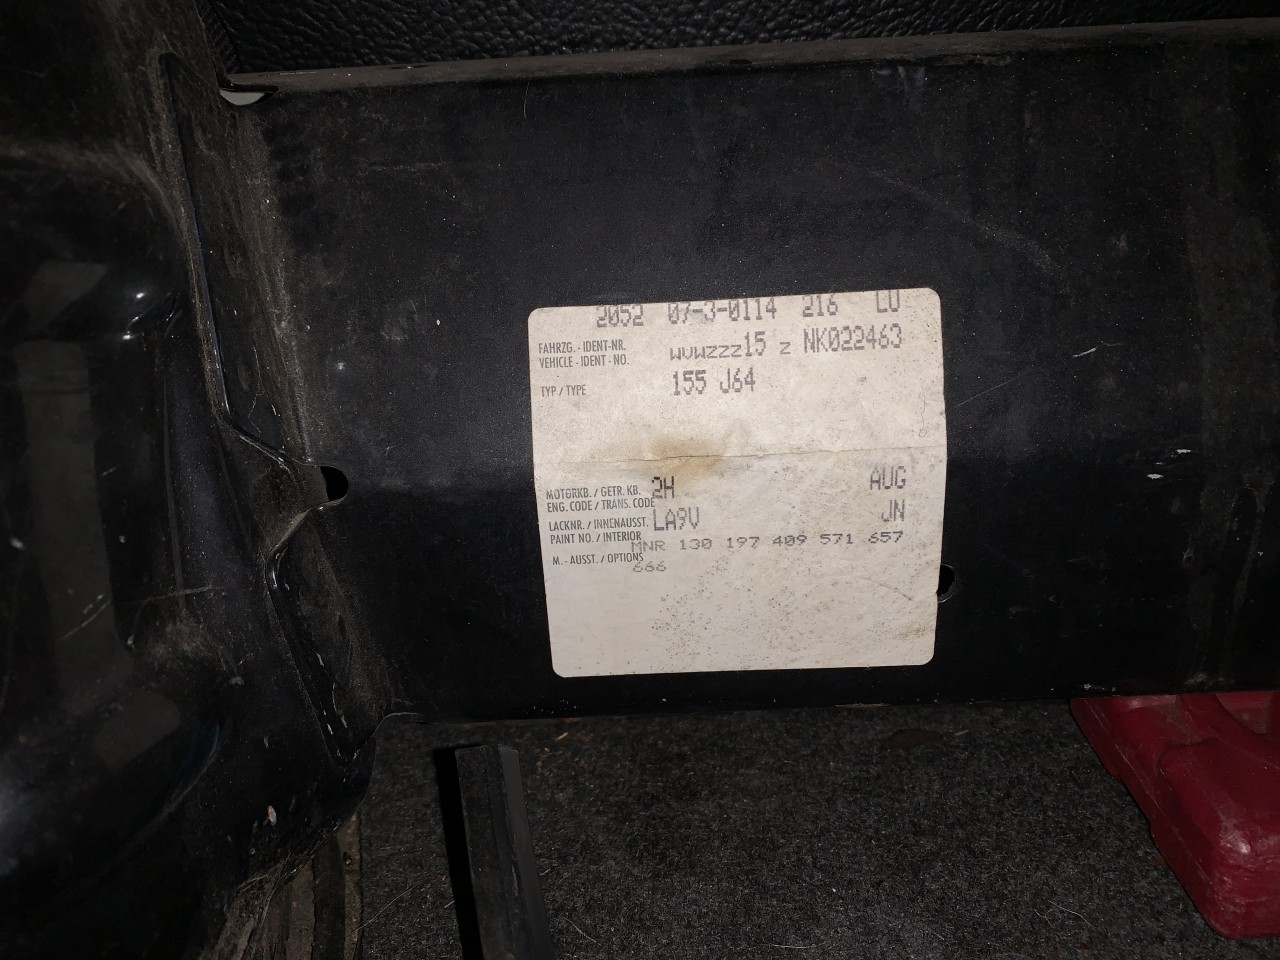 2052 07-3-0114 216 LU
FAHRZG. - IDENT-NR.
VEHICLE - IDENT - NO.
WVWZZZ15 Z NK022463
TYP / TYPE
155 J64
MOTORKB. / GETR. KB.
ENG. CODE / TRANS. CODE
2H AUG
LACKNR. / INNENAUSST.
PAINT NO. / INTERIOR
LA9V JN
M. - AUSST. / OPTIONS
MNR 130 197 409 571 657
666